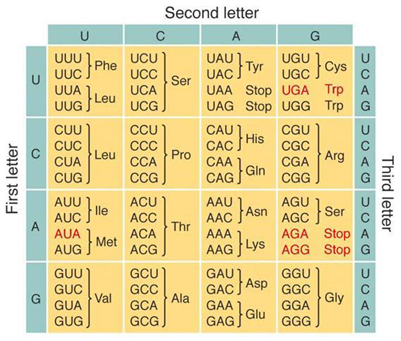 Second letter
U C A G
First letter
U
UUU
UUC
Phe
UUA
UUG
Leu
UCU
UCC
UCA
UCG
Ser
UAU
UAC
Tyr
UAA Stop
UAG Stop
UGU
UGC
Cys
UGA Trp
UGG Trp
U
C
A
G
C
CUU
CUC
CUA
CUG
Leu
CCU
CCC
CCA
CCG
Pro
CAU
CAC
His
CAA
CAG
Gln
CGU
CGC
CGA
CGG
Arg
U
C
A
G
A
AUU
AUC
Ile
AUA
AUG
Met
ACU
ACC
ACA
ACG
Thr
AAU
AAC
Asn
AAA
AAG
Lys
AGU
AGC
Ser
AGA Stop
AGG Stop
U
C
A
G
G
GUU
GUC
GUA
GUG
Val
GCU
GCC
GCA
GCG
Ala
GAU
GAC
Asp
GAA
GAG
Glu
GGU
GGC
GGA
GGG
Gly
U
C
A
G
Third letter